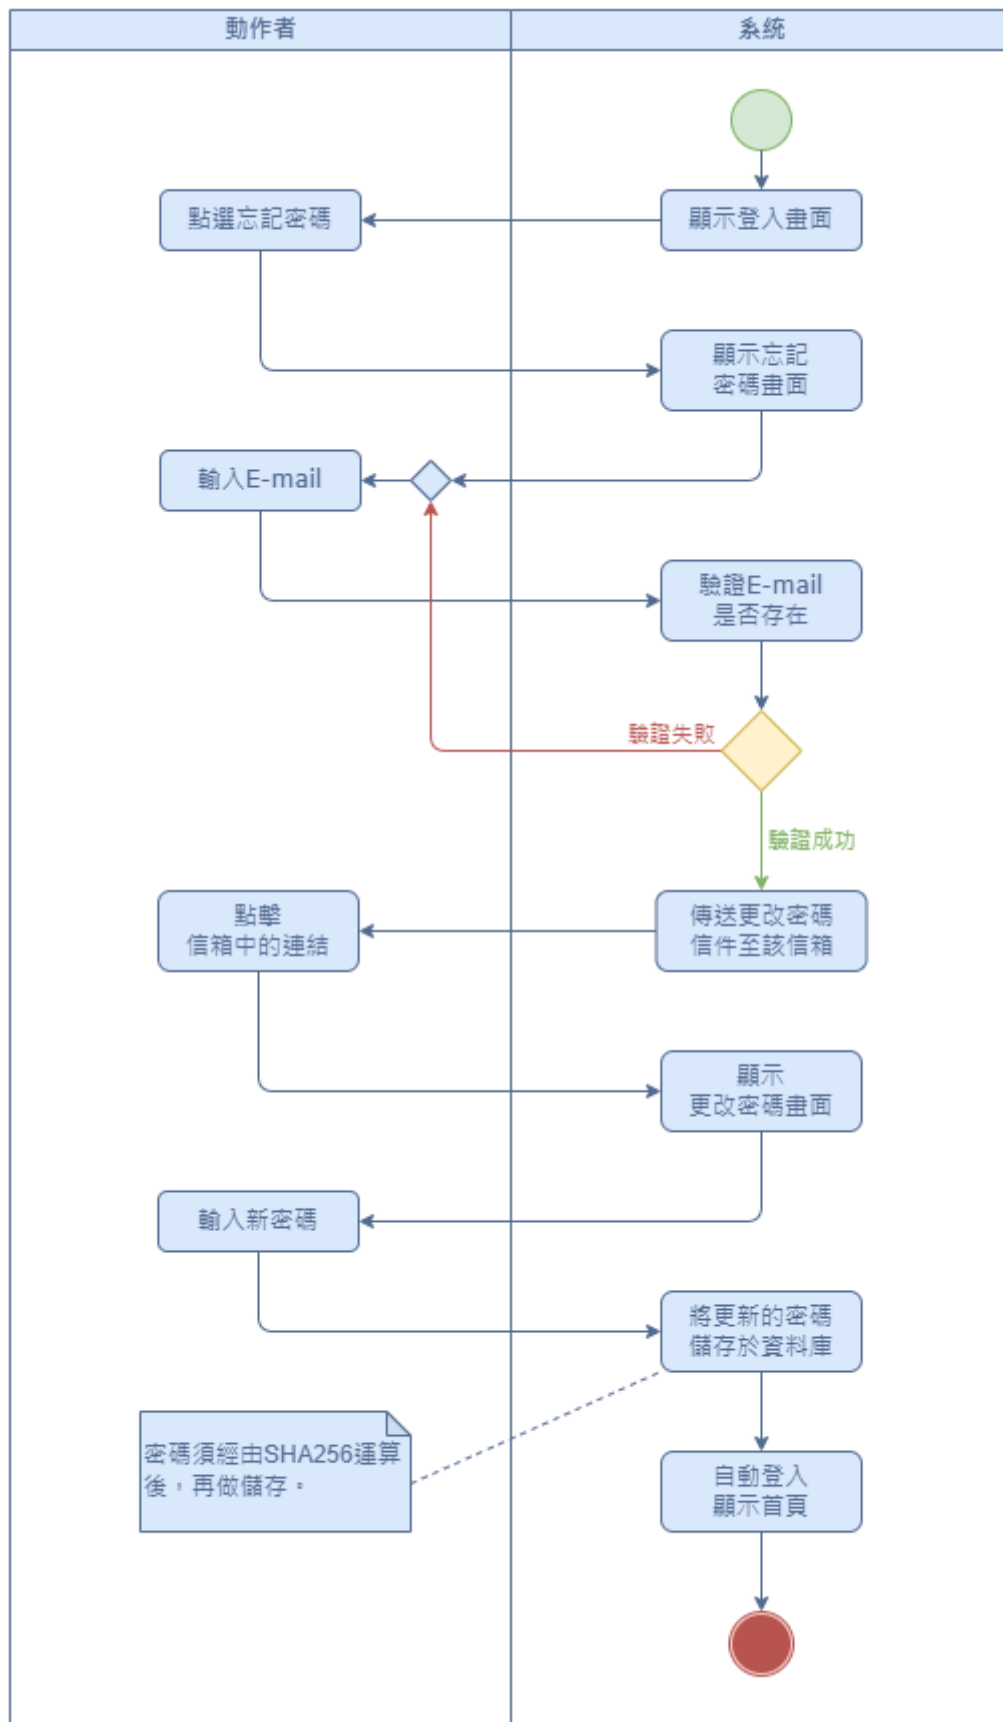 動作者
系統
點選忘記密碼
顯示登入畫面
顯示忘記
密碼畫面
輸入E-mail
驗證E-mail
是否存在
驗證失敗
驗證成功
點擊
信箱中的連結
傳送更改密碼
信件至該信箱
顯示
更改密碼畫面
輸入新密碼
將更新的密碼
儲存於資料庫
密碼須經由SHA256運算
後，再做儲存。
自動登入
顯示首頁